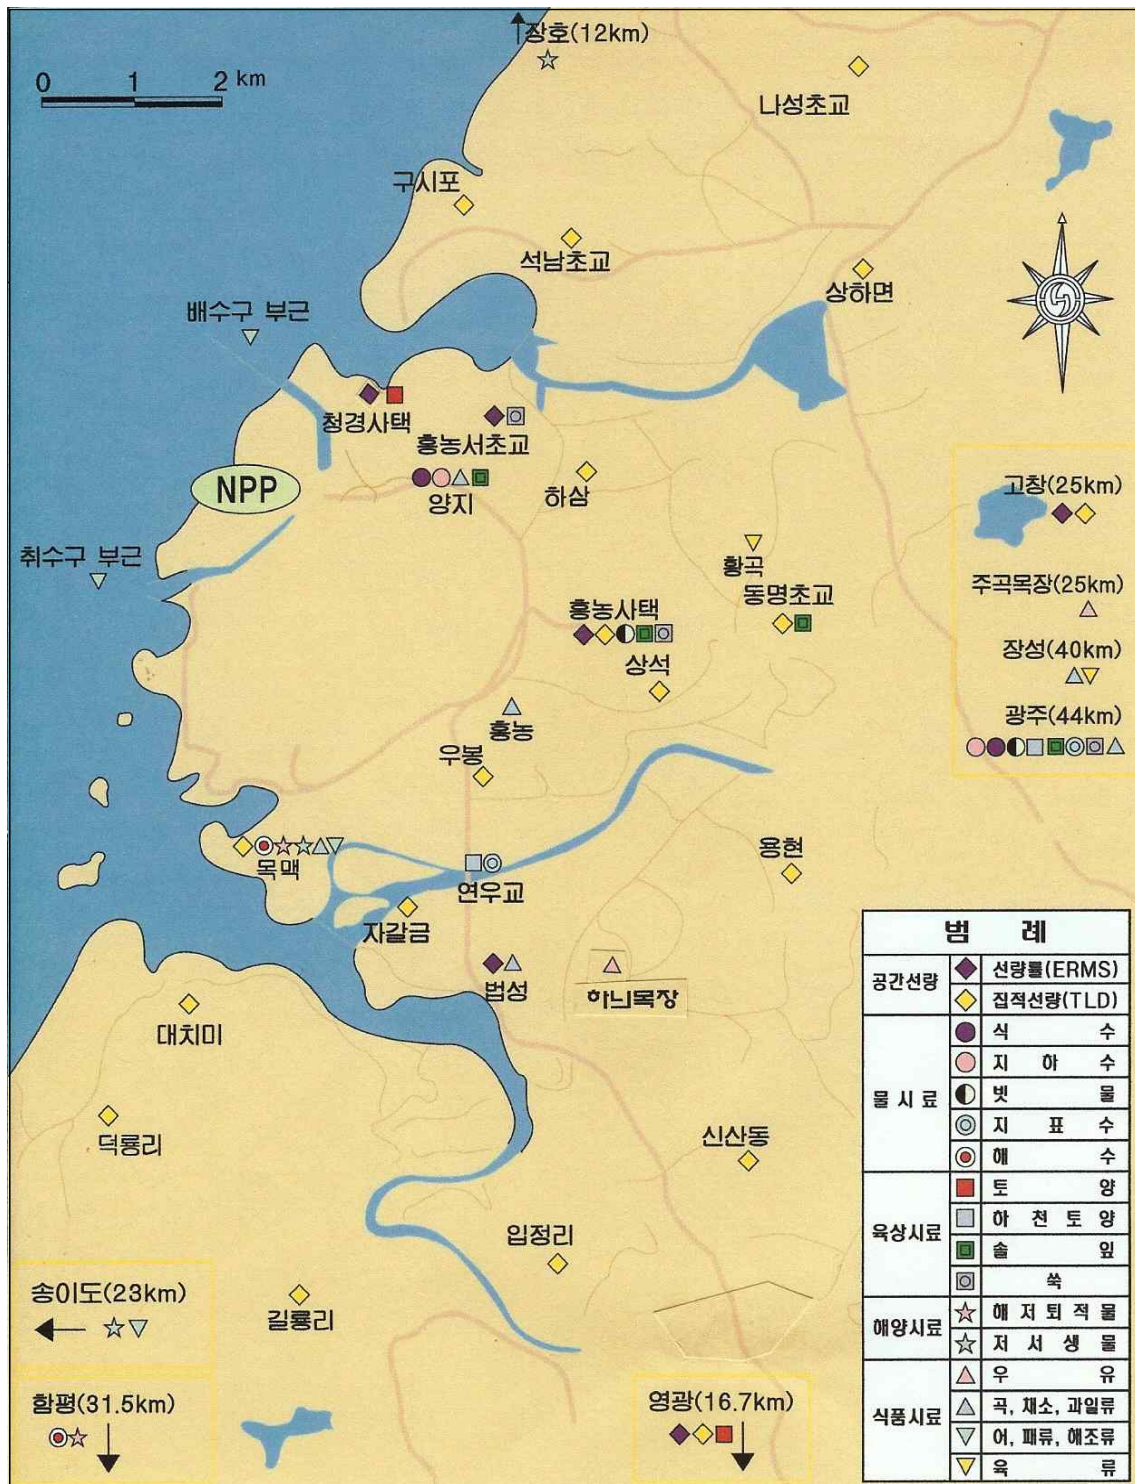 장호(12km)
0 1 2 km
나성초교
구시포
석남초교
상하면
배수구 부근
청경사택
홍농서초교
NPP
양지
하삼
고창(25km)
취수구 부근
황곡
동명초교
주곡목장(25km)
홍농사택
상석
장성(40km)
광주(44km)
홍농
우봉
목맥
용현
연우교
자갈금
법성
하늬목장
대치미
덕룡리
신산동
입정리
송이도(23km)
길룡리
함평(31.5km)
영광(16.7km)
범 례
공간선량
선량률(ERMS)
집적선량(TLD)
물 시 료
식 수
지 하 수
빗 물
지 표 수
해 수
육상시료
토 양
하 천 토 양
솔 잎
쑥
해양시료
해 저 퇴 적 물
저 서 생 물
식품시료
우 유
곡, 채소, 과일류
어, 패류, 해조류
육 류